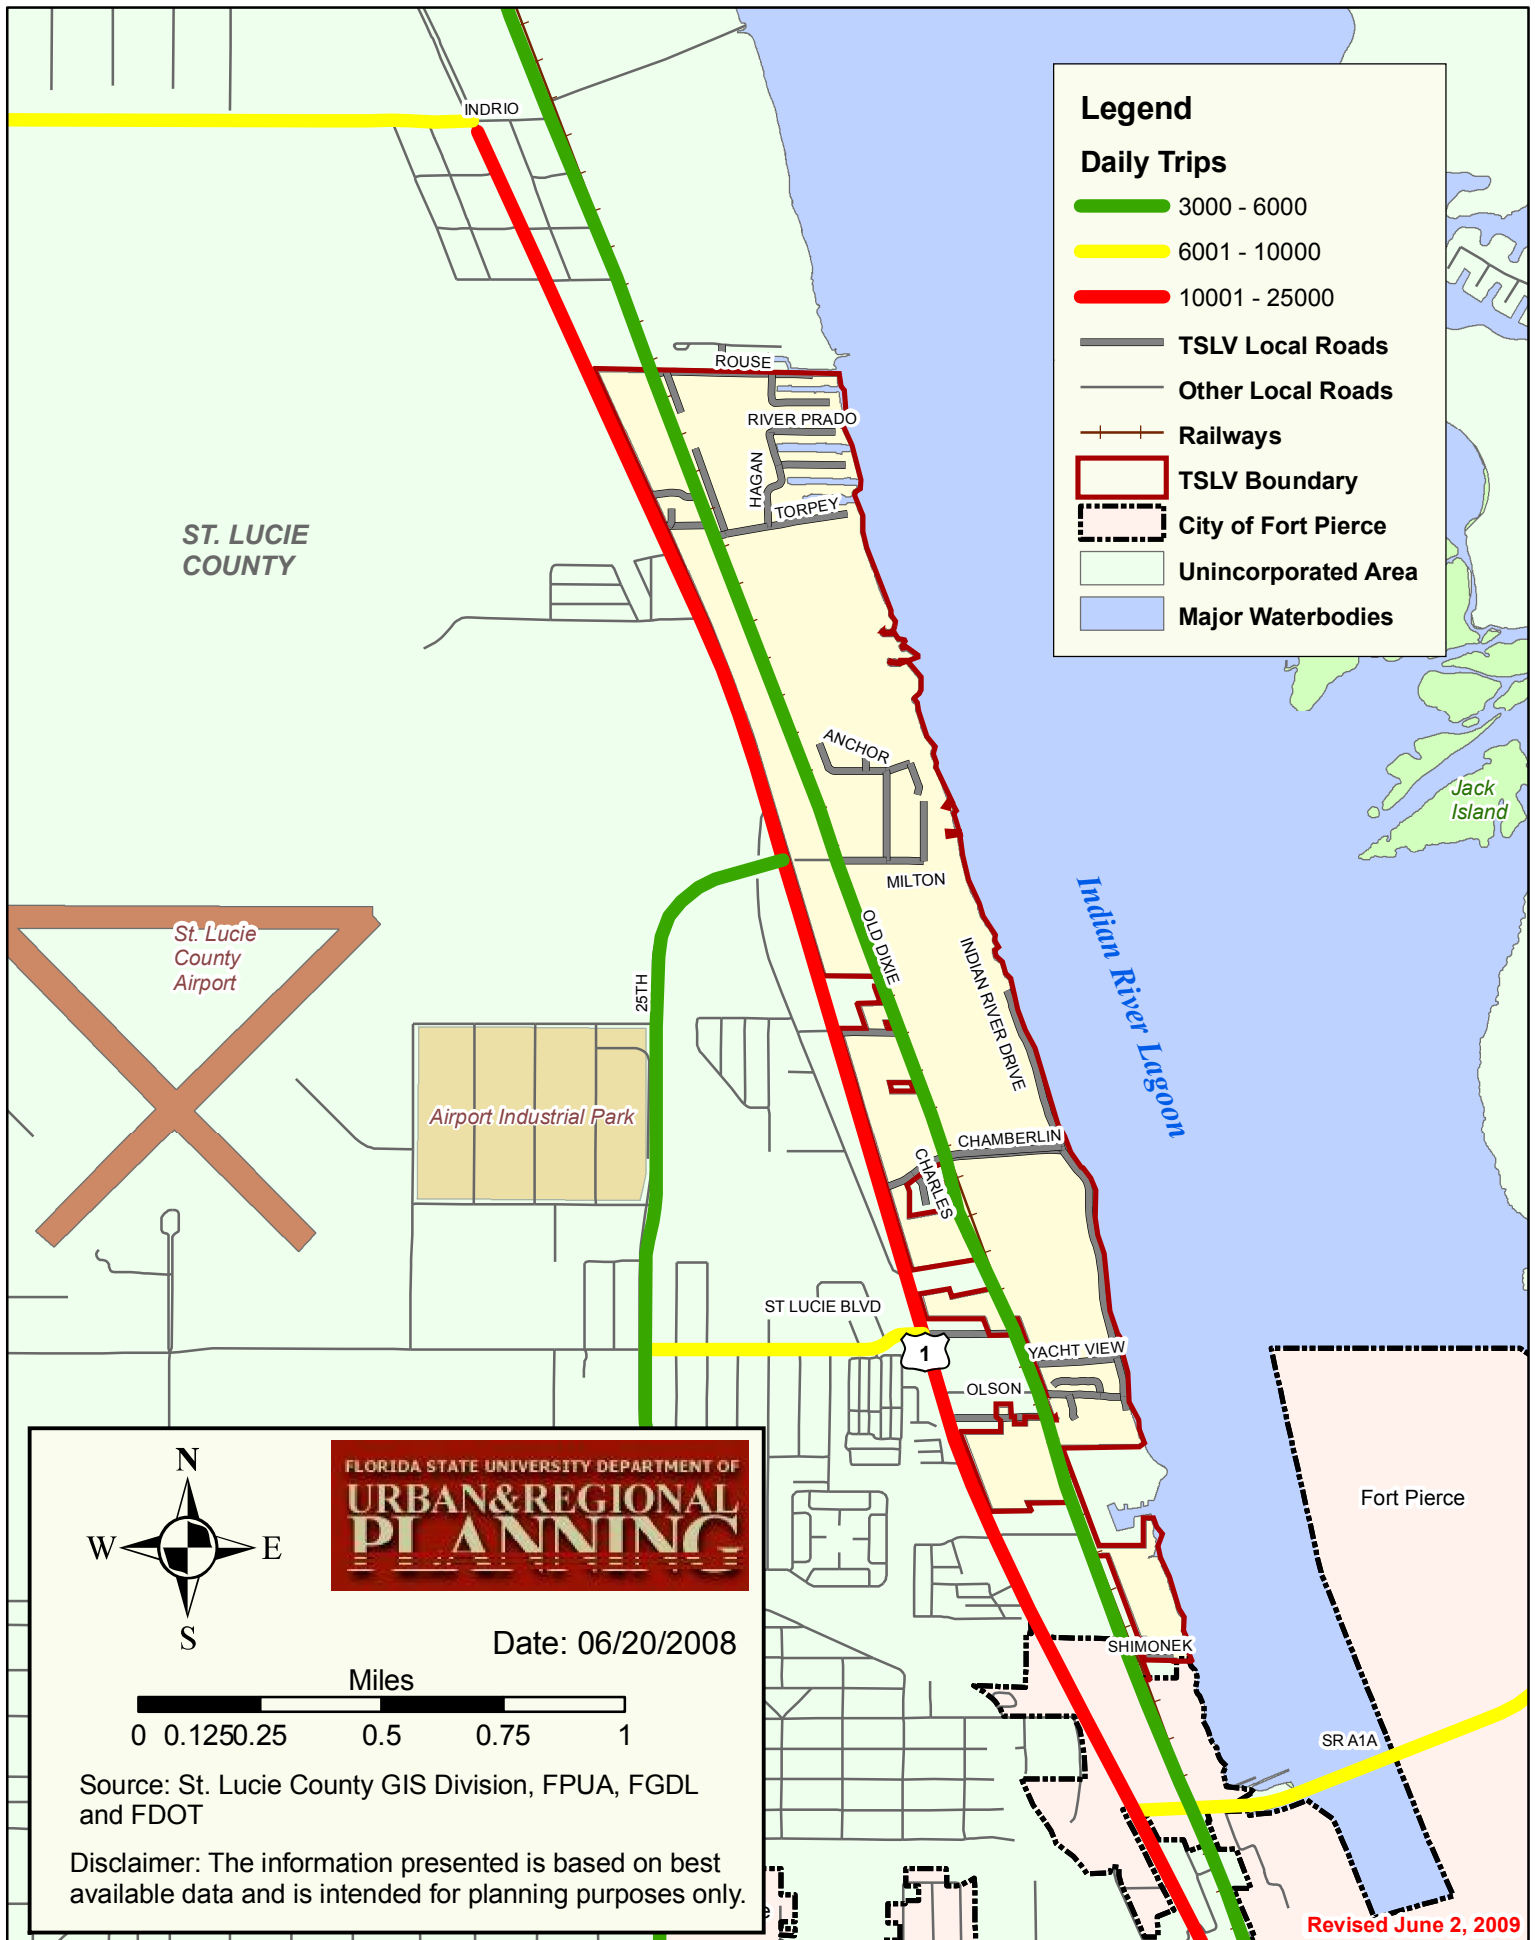 INDRIO
Legend
Daily Trips
3000 - 6000
6001 - 10000
10001 - 25000
TSLV Local Roads
Other Local Roads
Railways
TSLV Boundary
City of Fort Pierce
Unincorporated Area
Major Waterbodies
ROUSE
RIVER PRADO
HAGAN
TORPEY
ST. LUCIE
COUNTY
ANCHOR
Jack
Island
MILTON
Indian River Lagoon
OLD DIXIE
INDIAN RIVER DRIVE
St. Lucie
County
Airport
25TH
Airport Industrial Park
CHAMBERLIN
CHARLES
ST LUCIE BLVD
1
YACHT VIEW
OLSON
Fort Pierce
SHIMONEK
SR A1A
N
W
E
S
FLORIDA STATE UNIVERSITY DEPARTMENT OF
URBAN&REGIONAL
PLANNING
Date: 06/20/2008
Miles
0 0.1250.25 0.5 0.75 1
Source: St. Lucie County GIS Division, FPUA, FGDL
and FDOT
Disclaimer: The information presented is based on best
available data and is intended for planning purposes only.
Revised June 2, 2009